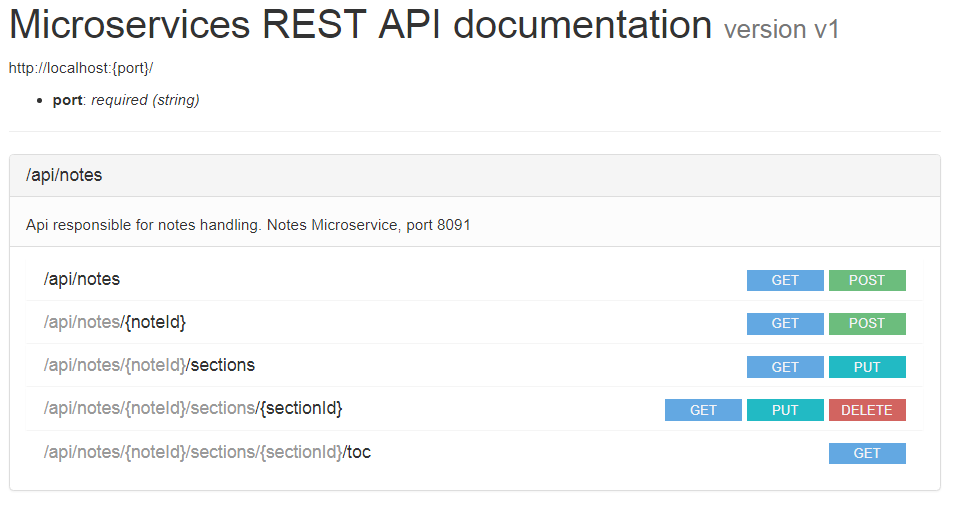 Microservices REST API documentation version v1
http://localhost:{port}/
• port: required (string)
/api/notes
Api responsible for notes handling. Notes Microservice, port 8091
/api/notes GET POST
/api/notes/{noteId} GET POST
/api/notes/{noteId}/sections GET PUT
/api/notes/{noteId}/sections/{sectionId} GET PUT DELETE
/api/notes/{noteId}/sections/{sectionId}/toc GET